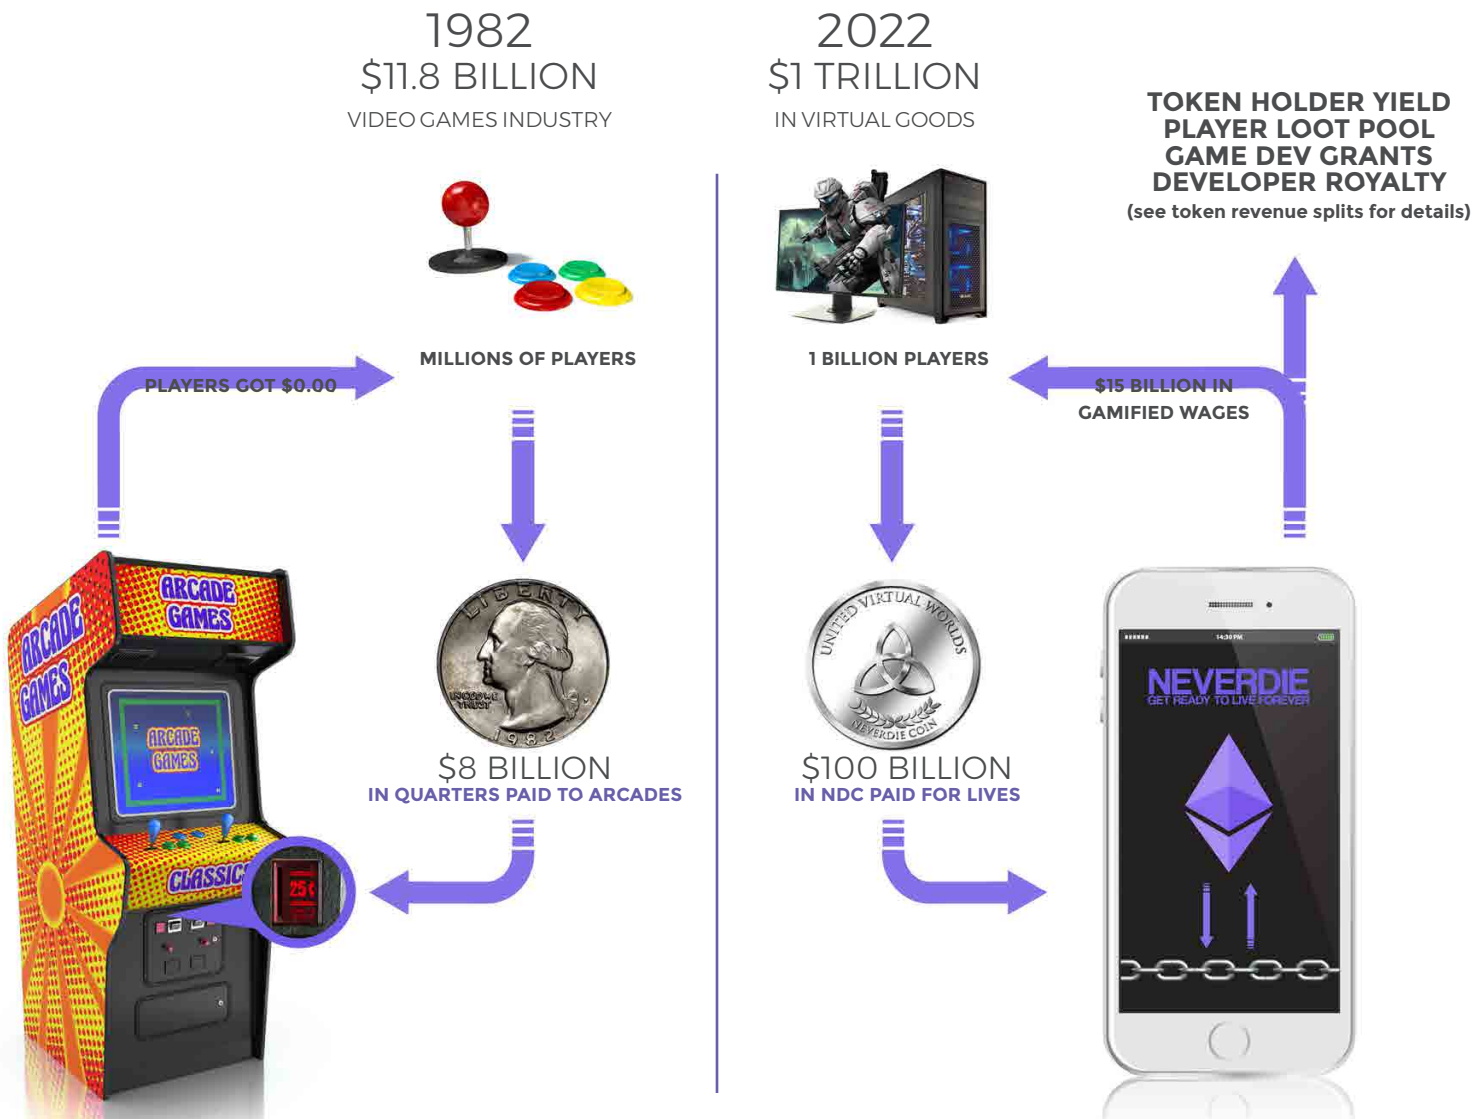 1982
$11.8 BILLION
VIDEO GAMES INDUSTRY
MILLIONS OF PLAYERS
PLAYERS GOT $0.00
LIBERTY
IN GOD WE
TRUST
1982
$8 BILLION
IN QUARTERS PAID TO ARCADES
ARCADE
GAMES
ARCADE
GAMES
ARCADE
GAMES
CLASSIC
25¢
2022
$1 TRILLION
IN VIRTUAL GOODS
1 BILLION PLAYERS
UNITED VIRTUAL WORLDS
NEVERDIE COIN
$100 BILLION
IN NDC PAID FOR LIVES
TOKEN HOLDER YIELD
PLAYER LOOT POOL
GAME DEV GRANTS
DEVELOPER ROYALTY
(see token revenue splits for details)
$15 BILLION IN
GAMIFIED WAGES
14:30 PM
NEVERDIE
GET READY TO LIVE FOREVER